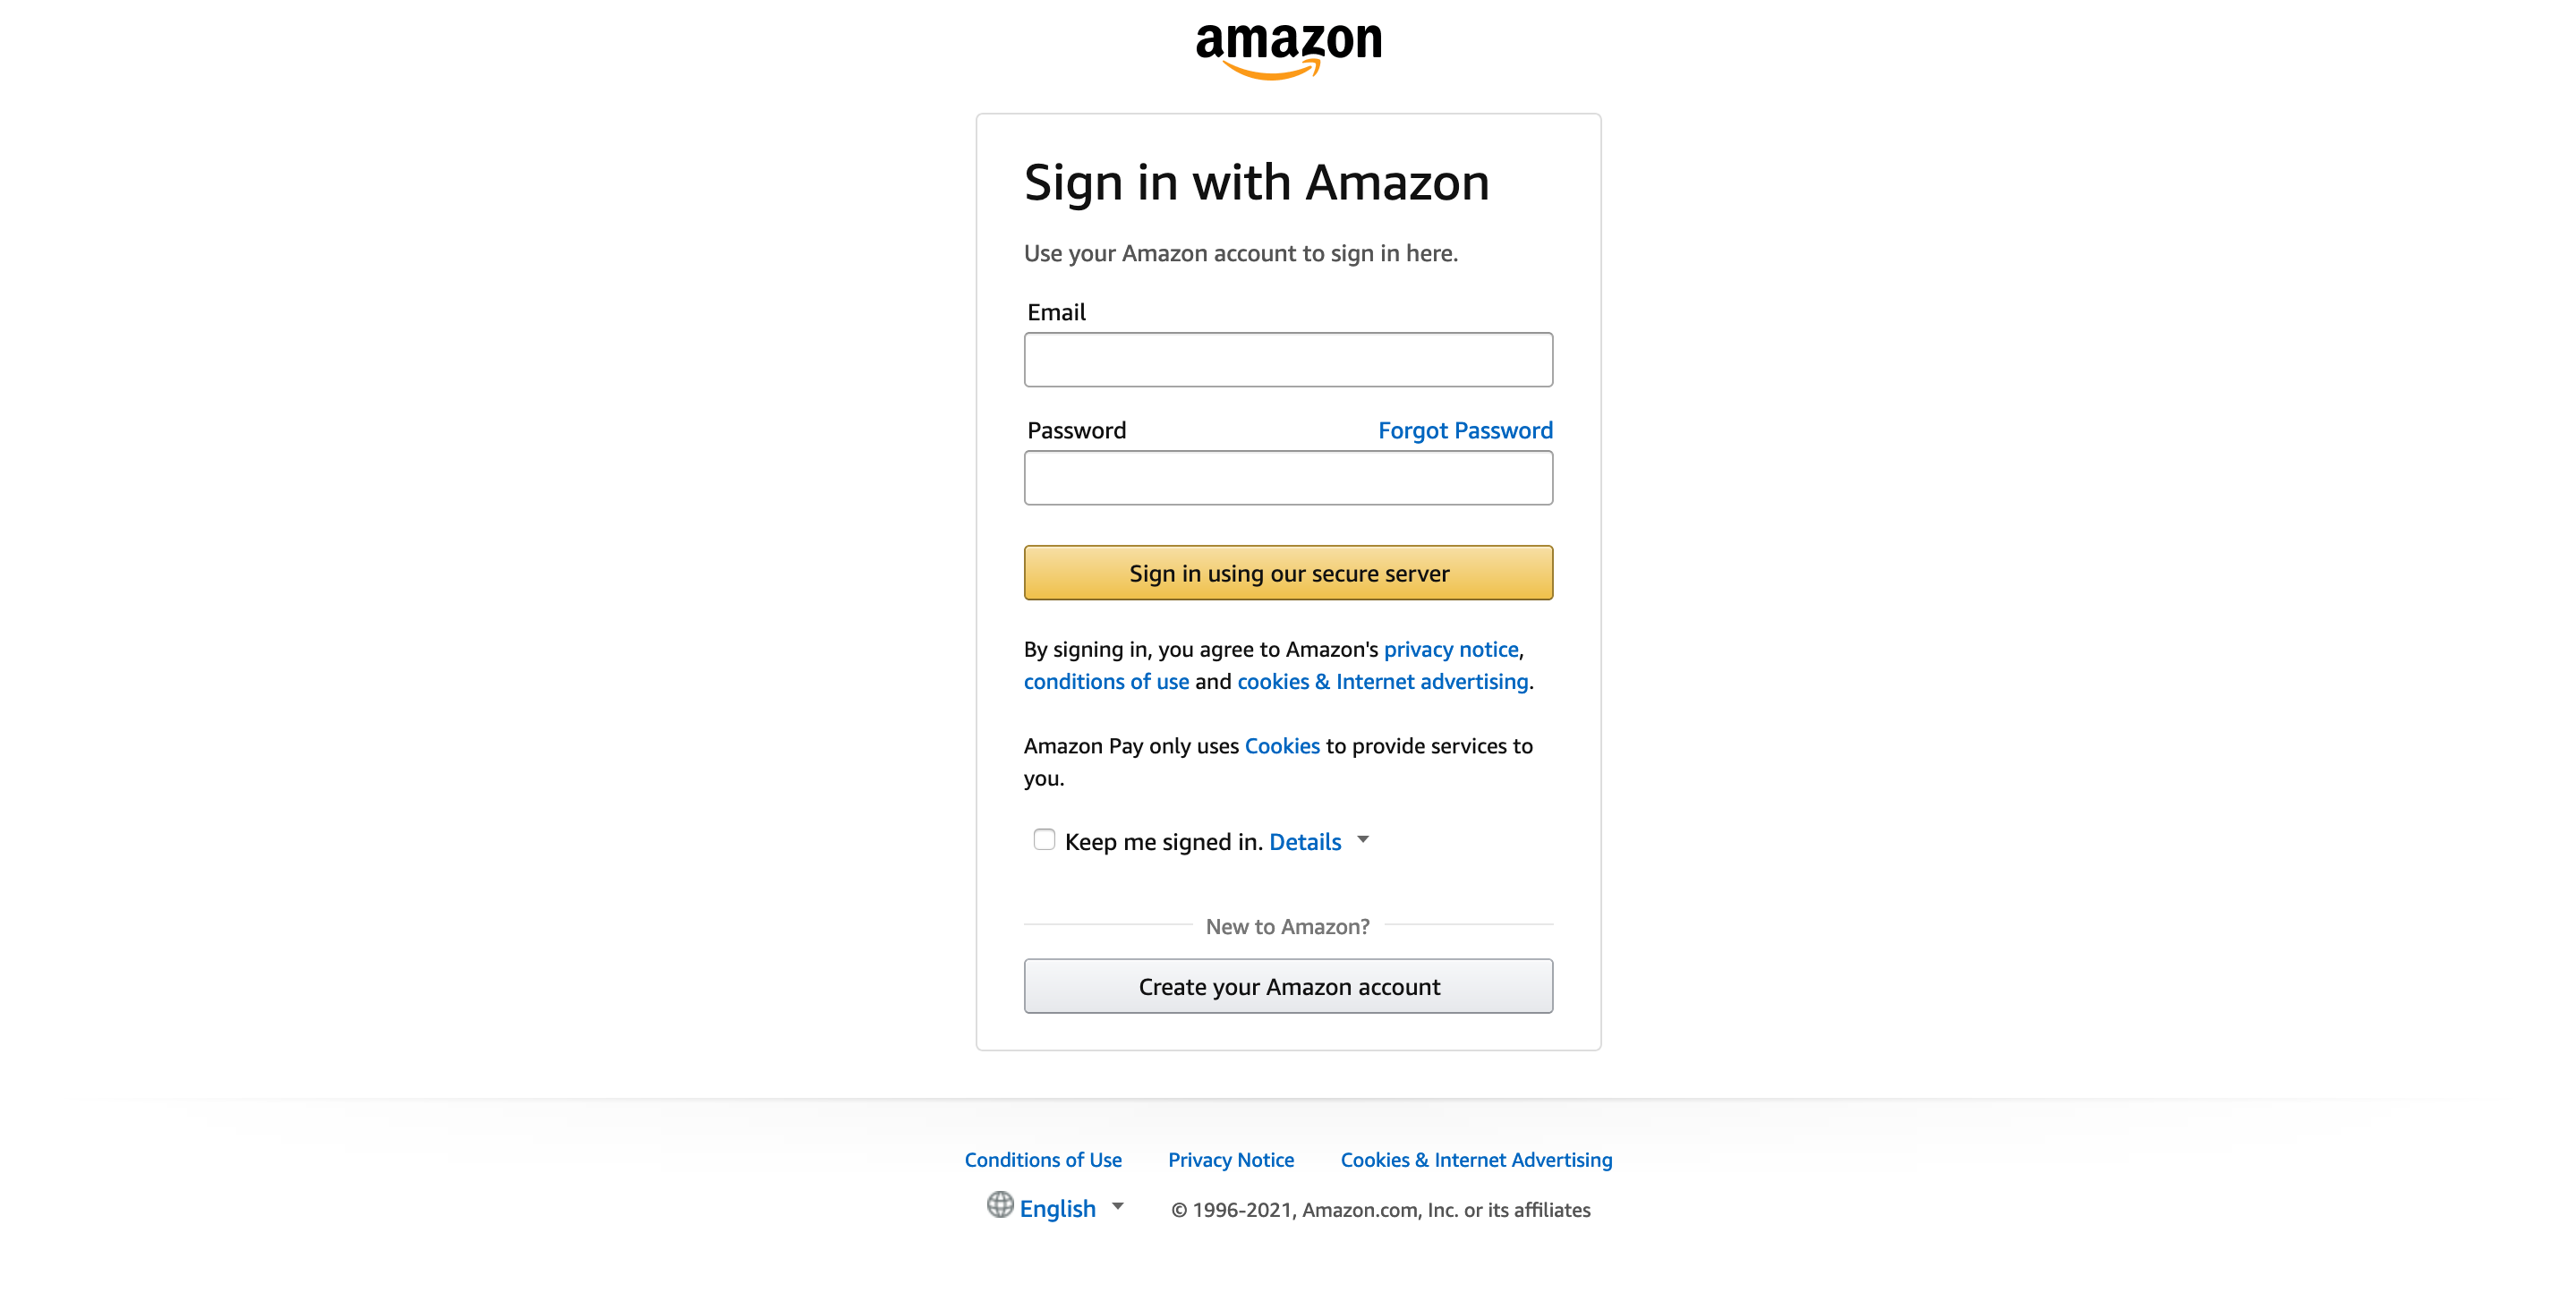 amazon
Sign in with Amazon
Use your Amazon account to sign in here.
Email
Password Forgot Password
Sign in using our secure server
By signing in, you agree to Amazon's privacy notice,
conditions of use and cookies & Internet advertising.
Amazon Pay only uses Cookies to provide services to
you.
Keep me signed in. Details
New to Amazon?
Create your Amazon account
Conditions of Use Privacy Notice Cookies & Internet Advertising
English © 1996-2021, Amazon.com, Inc. or its affiliates